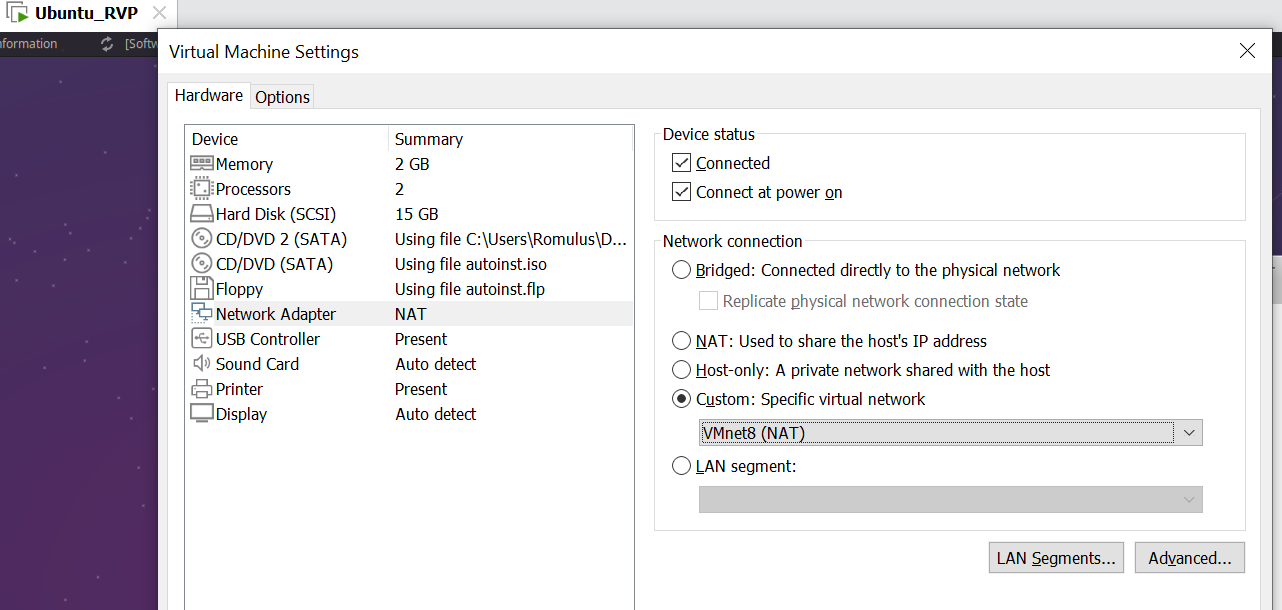 Ubuntu_RVP
nformation
[Softw
Virtual Machine Settings
Hardware
Options
Device Summary
Memory 2 GB
Processors 2
Hard Disk (SCSI) 15 GB
CD/DVD 2 (SATA) Using file C:\Users\Romulus\D...
CD/DVD (SATA) Using file autoinst.iso
Floppy Using file autoinst.flp
Network Adapter NAT
USB Controller Present
Sound Card Auto detect
Printer Present
Display Auto detect
Device status
Connected
Connect at power on
Network connection
Bridged: Connected directly to the physical network
Replicate physical network connection state
NAT: Used to share the host's IP address
Host-only: A private network shared with the host
Custom: Specific virtual network
VMnet8 (NAT)
LAN segment:
LAN Segments...
Advanced...